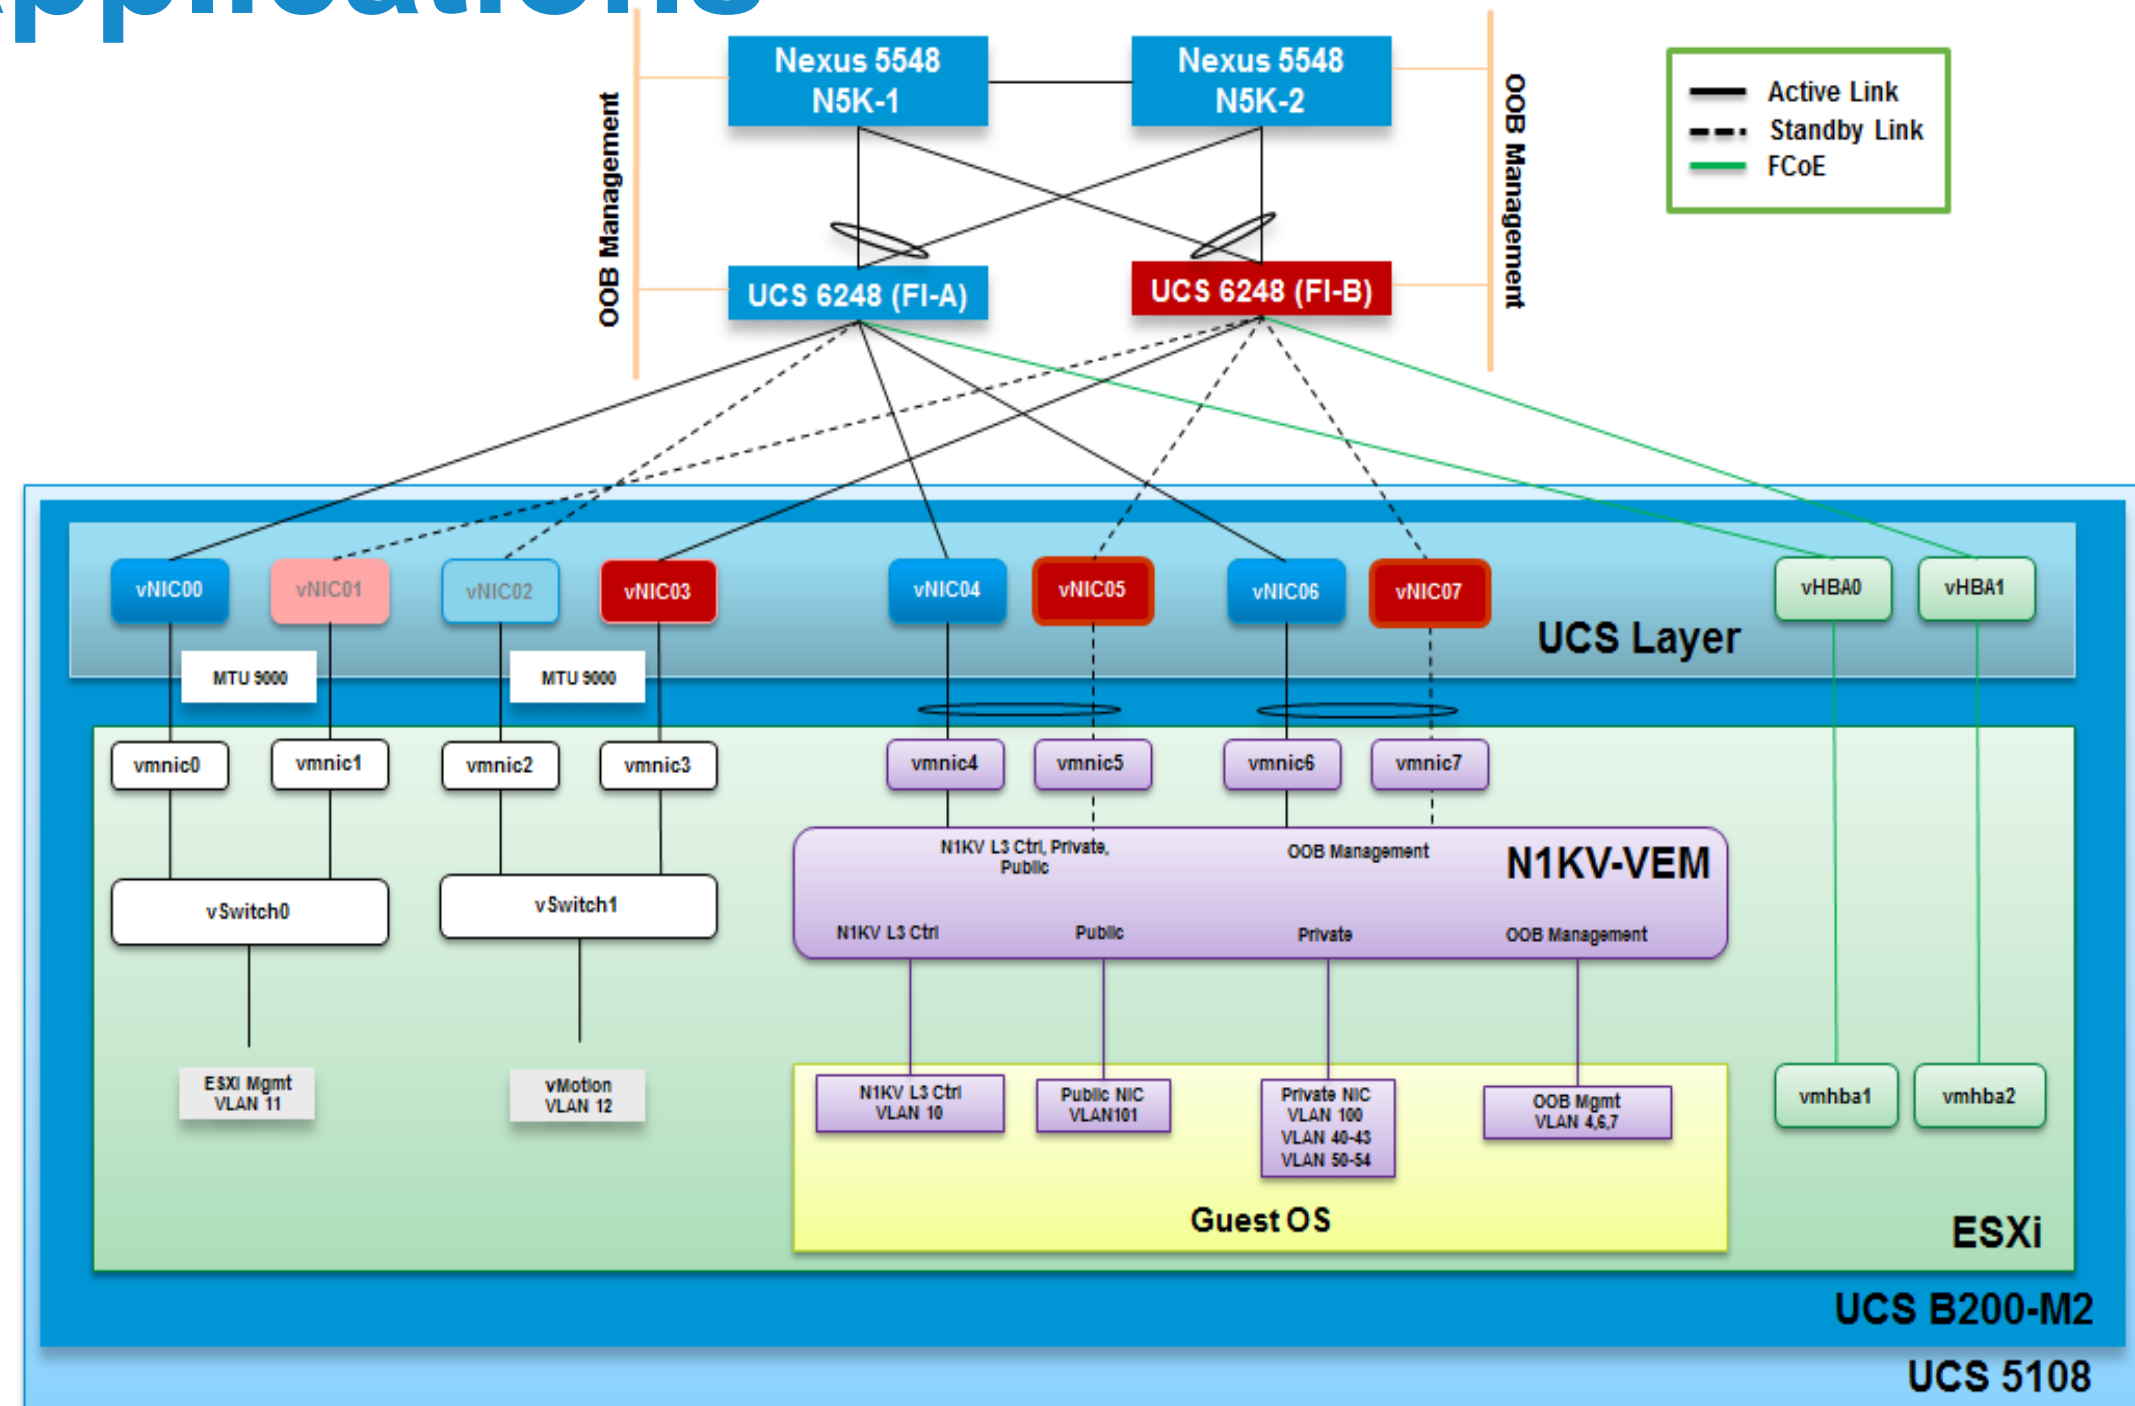 Applications
Nexus 5548
N5K-1
Nexus 5548
N5K-2
OOB Management
OOB Management
Active Link
Standby Link
FCoE
UCS 6248 (FI-A)
UCS 6248 (FI-B)
vNIC00
vNIC01
vNIC02
vNIC03
vNIC04
vNIC05
vNIC06
vNIC07
vHBA0
vHBA1
UCS Layer
MTU 9000
MTU 9000
vmnic0
vmnic1
vmnic2
vmnic3
vmnic4
vmnic5
vmnic6
vmnic7
N1KV L3 Ctrl, Private,
Public
OOB Management
N1KV-VEM
vSwitch0
vSwitch1
N1KV L3 Ctrl
Public
Private
OOB Management
ESXI Mgmt
VLAN 11
vMotion
VLAN 12
N1KV L3 Ctrl
VLAN 10
Public NIC
VLAN101
Private NIC
VLAN 100
VLAN 40-43
VLAN 50-54
OOB Mgmt
VLAN 4,6,7
vmhba1
vmhba2
Guest OS
ESXi
UCS B200-M2
UCS 5108